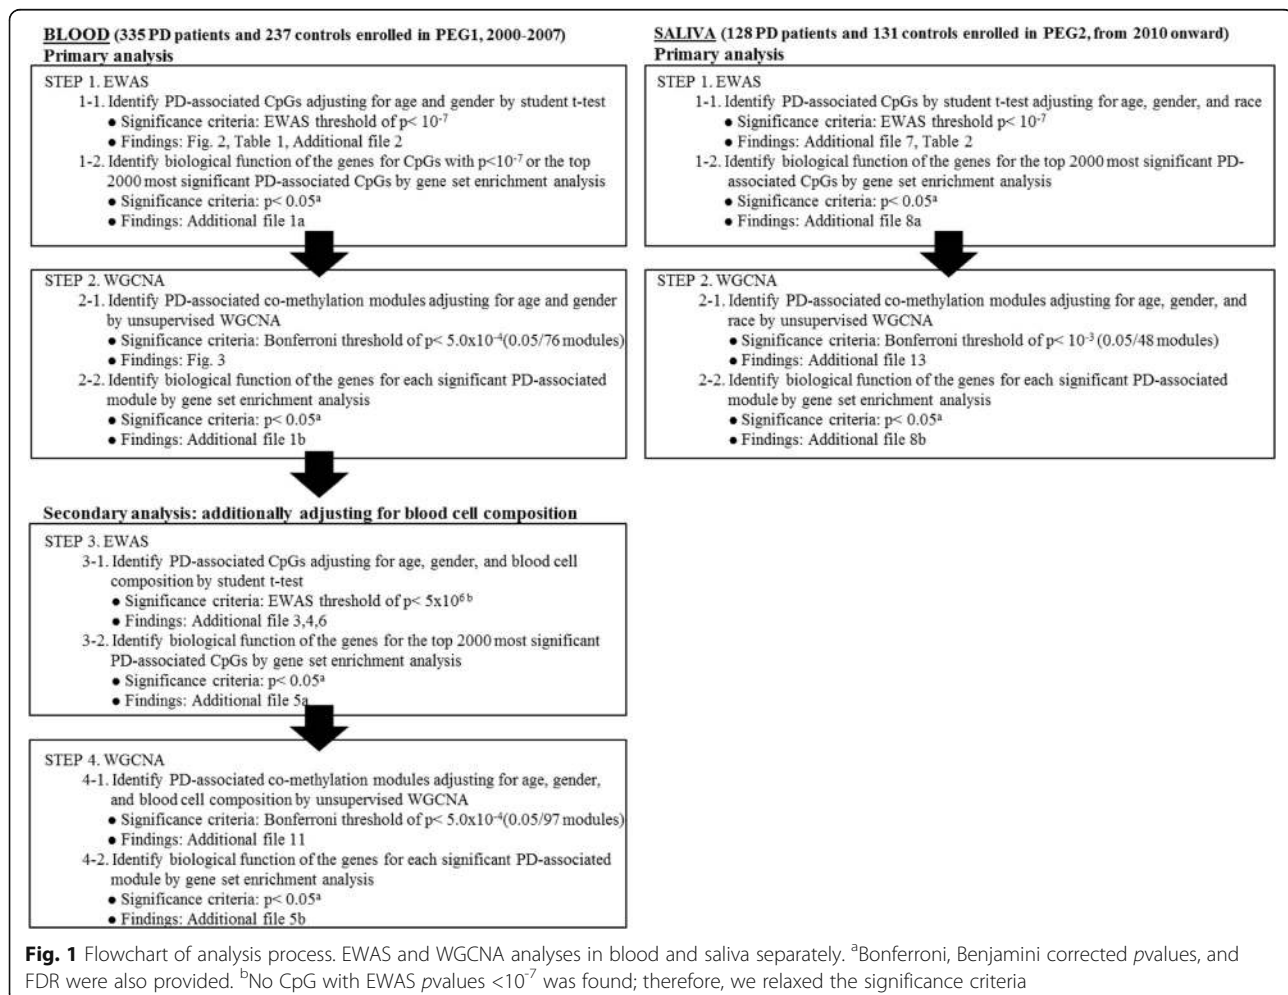 BLOOD (335 PD patients and 237 controls enrolled in PEG1, 2000-2007)
Primary analysis
STEP 1. EWAS
1-1. Identify PD-associated CpGs adjusting for age and gender by student t-test
● Significance criteria: EWAS threshold of p< 10⁻⁷
● Findings: Fig. 2, Table 1, Additional file 2
1-2. Identify biological function of the genes for CpGs with p<10⁻⁷ or the top
2000 most significant PD-associated CpGs by gene set enrichment analysis
● Significance criteria: p< 0.05ᵃ
● Findings: Additional file 1a
STEP 2. WGCNA
2-1. Identify PD-associated co-methylation modules adjusting for age and gender
by unsupervised WGCNA
● Significance criteria: Bonferroni threshold of p< 5.0x10⁻⁴(0.05/76 modules)
● Findings: Fig. 3
2-2. Identify biological function of the genes for each significant PD-associated
module by gene set enrichment analysis
● Significance criteria: p< 0.05ᵃ
● Findings: Additional file 1b
Secondary analysis: additionally adjusting for blood cell composition
STEP 3. EWAS
3-1. Identify PD-associated CpGs adjusting for age, gender, and blood cell
composition by student t-test
● Significance criteria: EWAS threshold of p< 5x10⁶ ᵇ
● Findings: Additional file 3,4,6
3-2. Identify biological function of the genes for the top 2000 most significant
PD-associated CpGs by gene set enrichment analysis
● Significance criteria: p< 0.05ᵃ
● Findings: Additional file 5a
STEP 4. WGCNA
4-1. Identify PD-associated co-methylation modules adjusting for age, gender,
and blood cell composition by unsupervised WGCNA
● Significance criteria: Bonferroni threshold of p< 5.0x10⁻⁴(0.05/97 modules)
● Findings: Additional file 11
4-2. Identify biological function of the genes for each significant PD-associated
module by gene set enrichment analysis
● Significance criteria: p< 0.05ᵃ
● Findings: Additional file 5b
SALIVA (128 PD patients and 131 controls enrolled in PEG2, from 2010 onward)
Primary analysis
STEP 1. EWAS
1-1. Identify PD-associated CpGs by student t-test adjusting for age, gender, and race
● Significance criteria: EWAS threshold p< 10⁻⁷
● Findings: Additional file 7, Table 2
1-2. Identify biological function of the genes for the top 2000 most significant PD-
associated CpGs by gene set enrichment analysis
● Significance criteria: p< 0.05ᵃ
● Findings: Additional file 8a
STEP 2. WGCNA
2-1. Identify PD-associated co-methylation modules adjusting for age, gender, and
race by unsupervised WGCNA
● Significance criteria: Bonferroni threshold of p< 10⁻³ (0.05/48 modules)
● Findings: Additional file 13
2-2. Identify biological function of the genes for each significant PD-associated
module by gene set enrichment analysis
● Significance criteria: p< 0.05ᵃ
● Findings: Additional file 8b
Fig. 1 Flowchart of analysis process. EWAS and WGCNA analyses in blood and saliva separately. ᵃBonferroni, Benjamini corrected pvalues, and
FDR were also provided. ᵇNo CpG with EWAS pvalues <10⁻⁷ was found; therefore, we relaxed the significance criteria